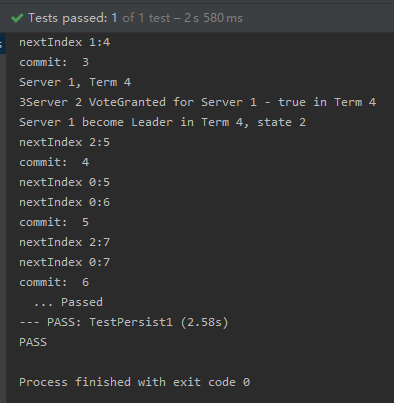 Tests passed: 1 of 1 test – 2 s 580 ms
nextIndex 1:4
commit:  3
Server 1, Term 4
3Server 2 VoteGranted for Server 1 - true in Term 4
Server 1 become Leader in Term 4, state 2
nextIndex 2:5
commit:  4
nextIndex 0:5
nextIndex 0:6
commit:  5
nextIndex 2:7
nextIndex 0:7
commit:  6
  ... Passed
--- PASS: TestPersist1 (2.58s)
PASS
Process finished with exit code 0